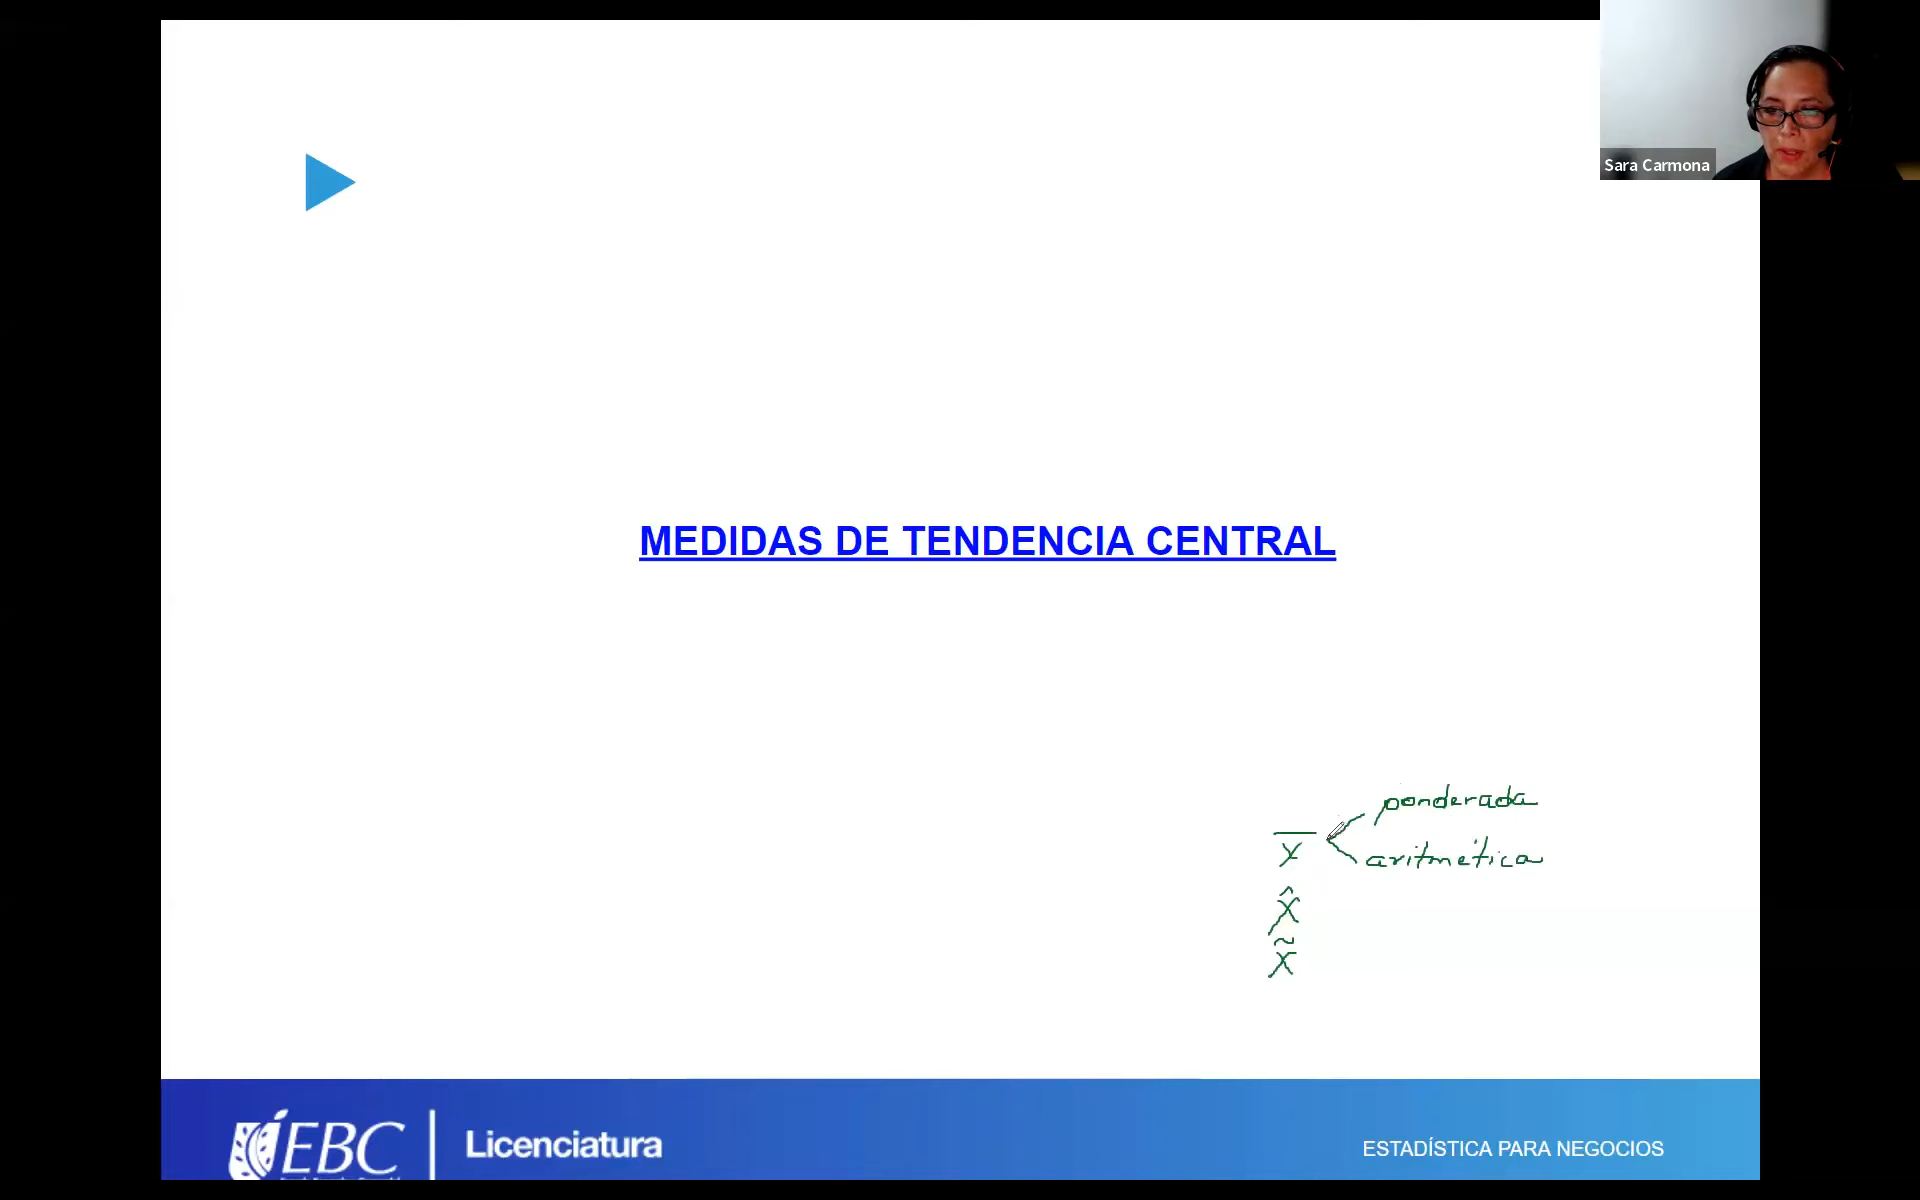 Sara Carmona
MEDIDAS DE TENDENCIA CENTRAL
ponderada
x̄
aritmética
x̂
x̃
EBC
Licenciatura
ESTADÍSTICA PARA NEGOCIOS